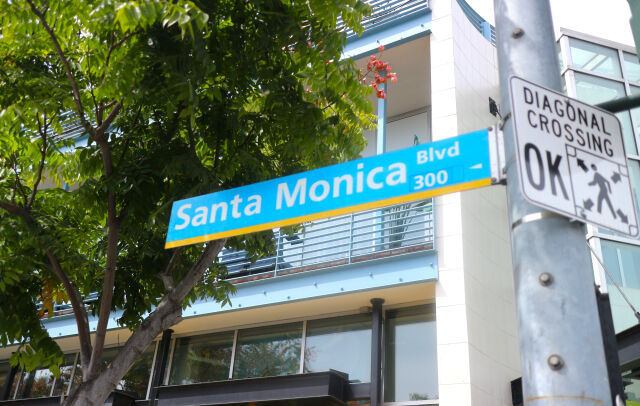 Santa Monica Blvd
300
DIAGONAL
CROSSING
OK